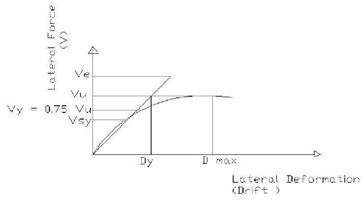 Lateral Force
(V)
Ve
Vu
Vy = 0.75 Vu
Vsy
Dy
D max
Lateral Deformation
(Drift )